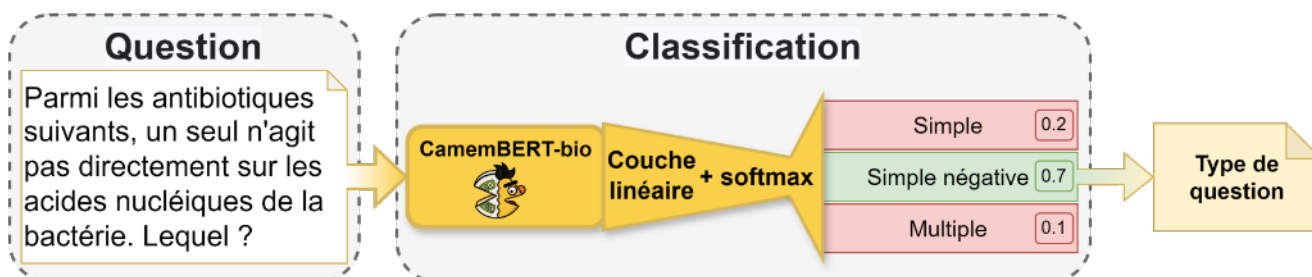 Question
Parmi les antibiotiques
suivants, un seul n'agit
pas directement sur les
acides nucléiques de la
bactérie. Lequel ?
Classification
CamemBERT-bio
Couche
linéaire
+ softmax
Simple
0.2
Simple négative
0.7
Multiple
0.1
Type de
question